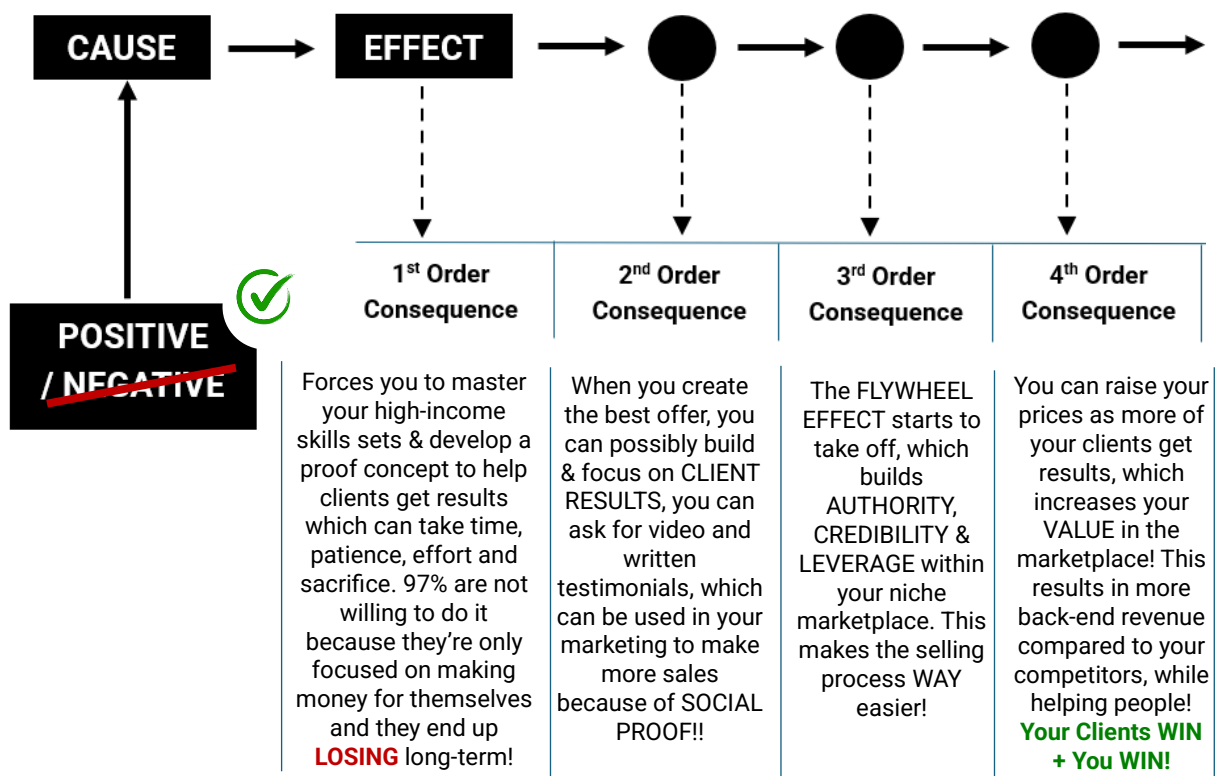 CAUSE
EFFECT
POSITIVE
/ NEGATIVE
1st Order
Consequence
Forces you to master
your high-income
skills sets & develop a
proof concept to help
clients get results
which can take time,
patience, effort and
sacrifice. 97% are not
willing to do it
because they’re only
focused on making
money for themselves
and they end up
LOSING long-term!
2nd Order
Consequence
When you create
the best offer, you
can possibly build
& focus on CLIENT
RESULTS, you can
ask for video and
written
testimonials, which
can be used in your
marketing to make
more sales
because of SOCIAL
PROOF!!
3rd Order
Consequence
The FLYWHEEL
EFFECT starts to
take off, which
builds
AUTHORITY,
CREDIBILITY &
LEVERAGE within
your niche
marketplace. This
makes the selling
process WAY
easier!
4th Order
Consequence
You can raise your
prices as more of
your clients get
results, which
increases your
VALUE in the
marketplace! This
results in more
back-end revenue
compared to your
competitors, while
helping people!
Your Clients WIN
+ You WIN!